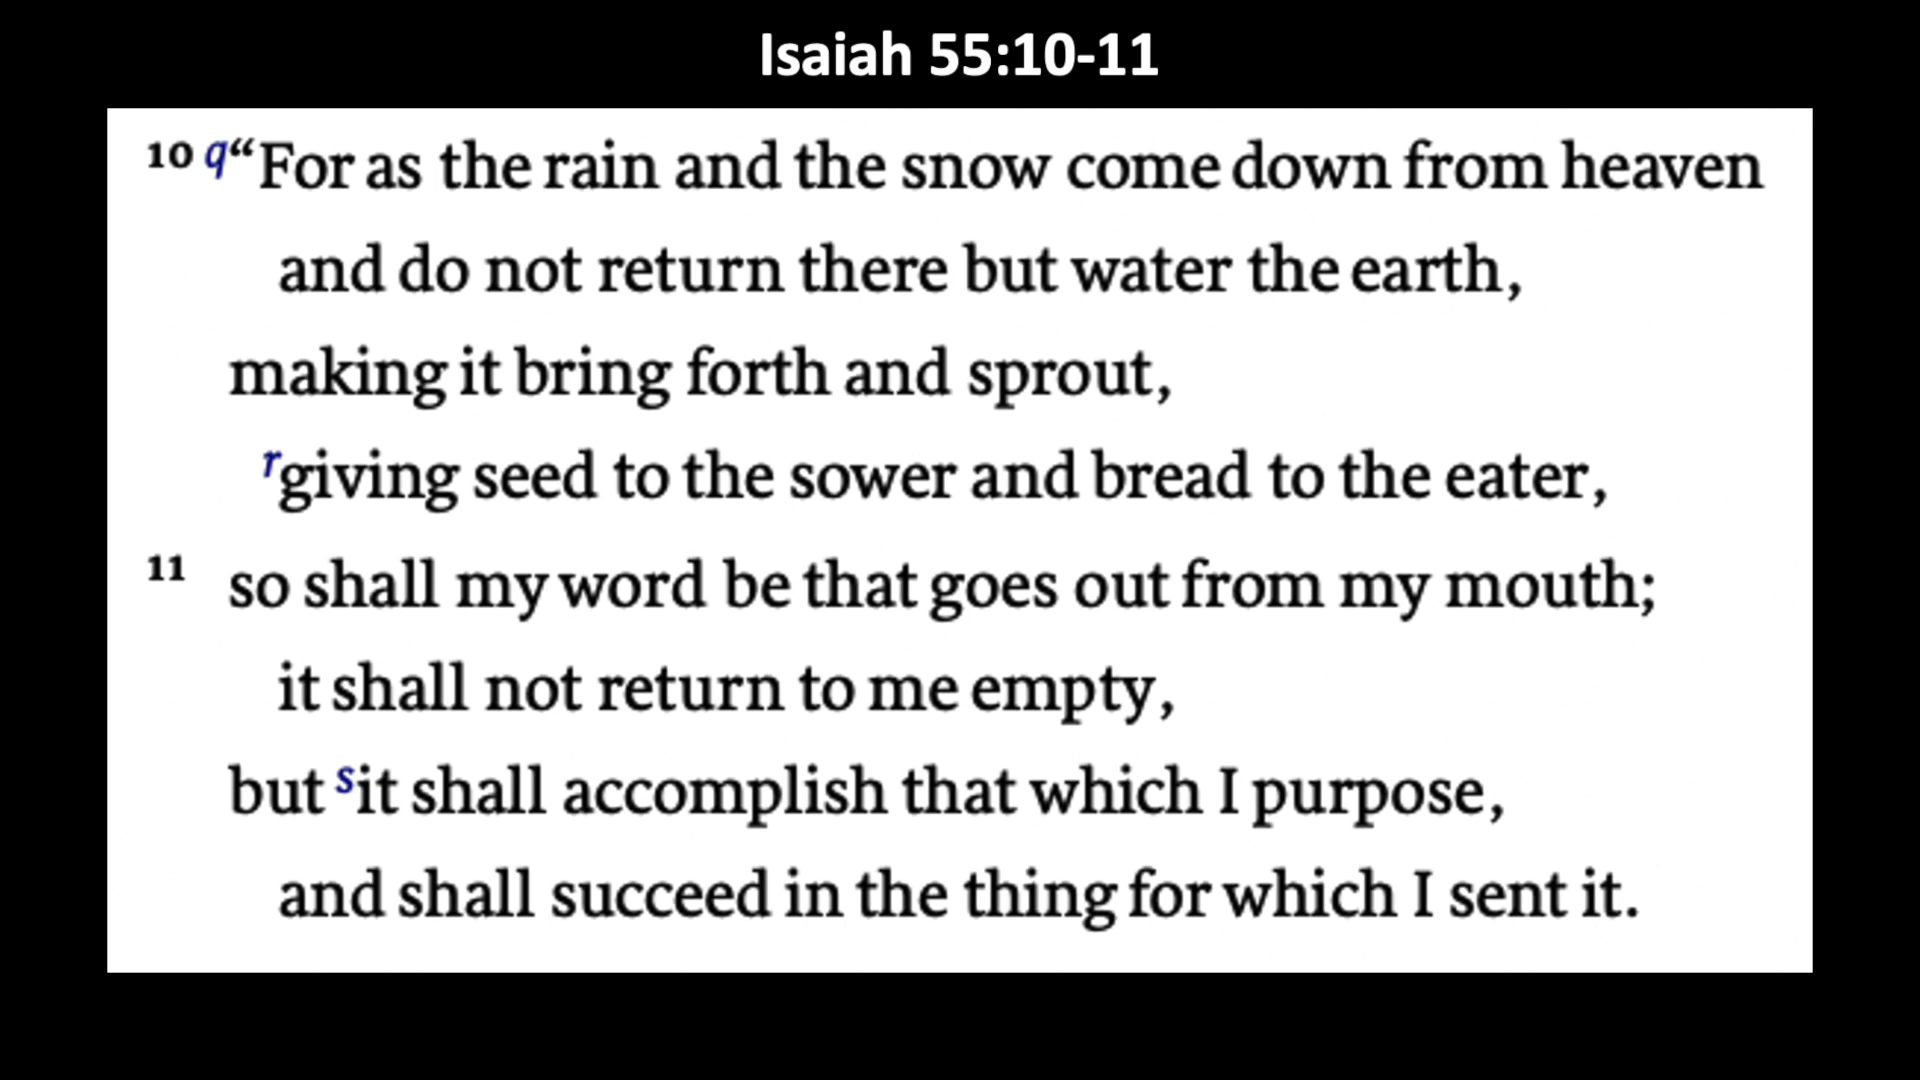 Isaiah 55:10-11
10 q“For as the rain and the snow come down from heaven
and do not return there but water the earth,
making it bring forth and sprout,
rgiving seed to the sower and bread to the eater,
11 so shall my word be that goes out from my mouth;
it shall not return to me empty,
but sit shall accomplish that which I purpose,
and shall succeed in the thing for which I sent it.